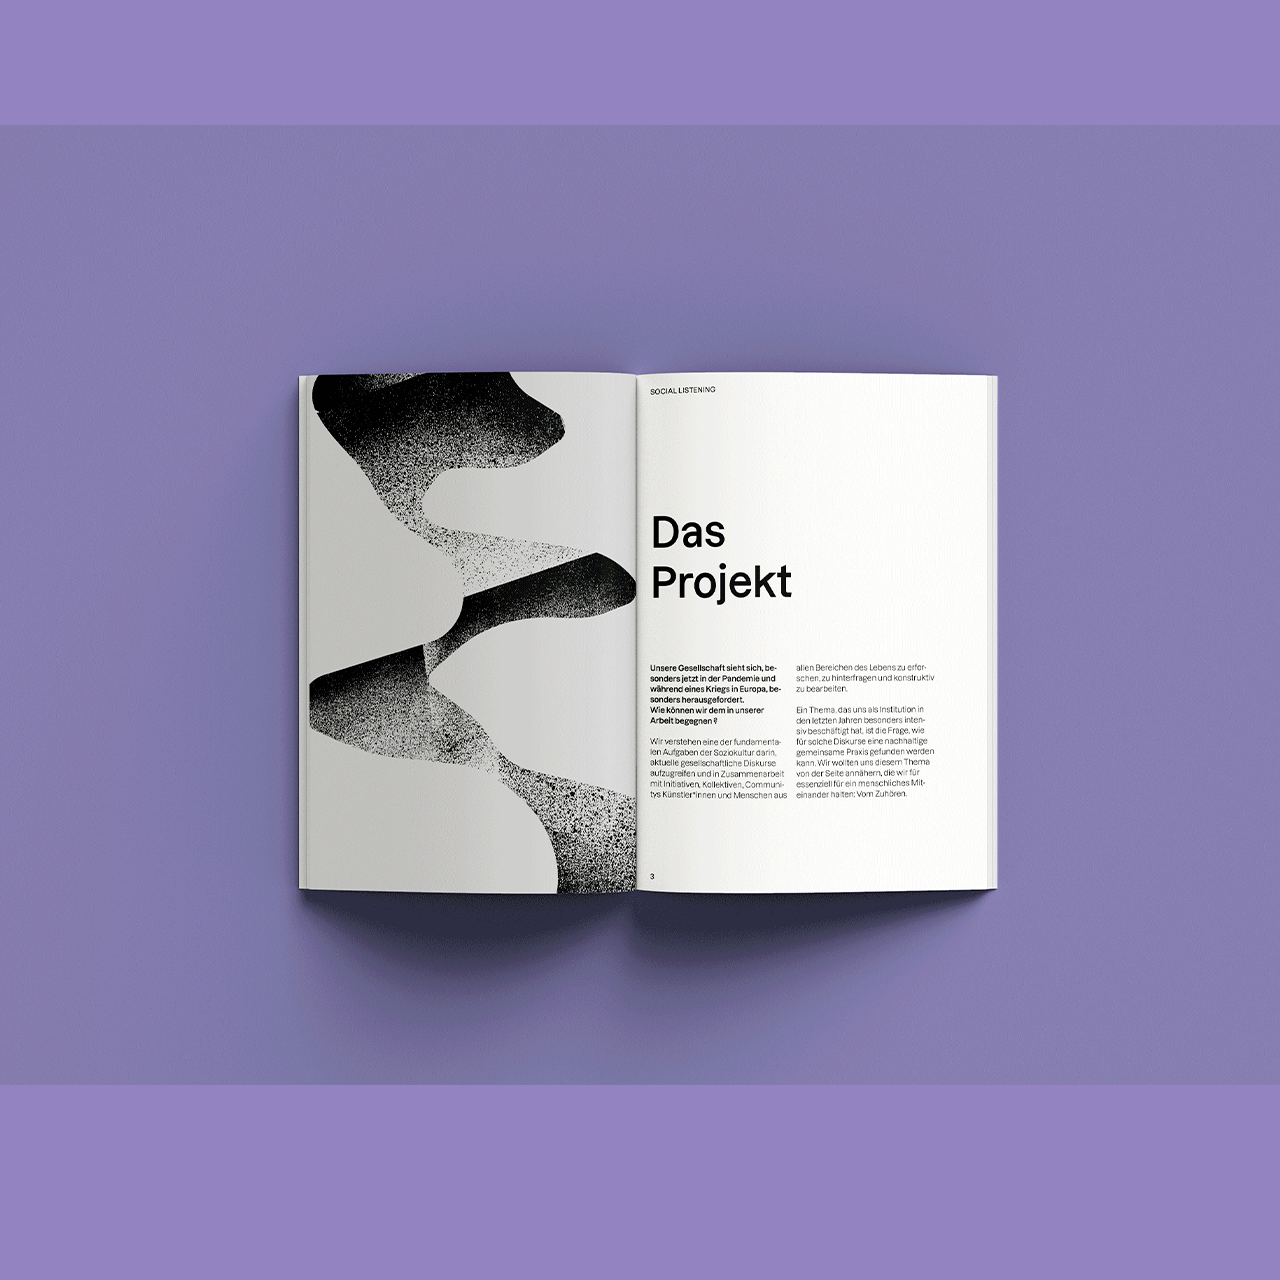 SOCIAL LISTENING
Das
Projekt
Unsere Gesellschaft sieht sich, be-
sonders jetzt in der Pandemie und
während eines Kriegs in Europa, be-
sonders herausgefordert.
Wie können wir dem in unserer
Arbeit begegnen ?
Wir verstehen eine der fundamenta-
len Aufgaben der Soziokultur darin,
aktuelle gesellschaftliche Diskurse
aufzugreifen und in Zusammenarbeit
mit Initiativen, Kollektiven, Communi-
tys Künstler*innen und Menschen aus
allen Bereichen des Lebens zu erfor-
schen, zu hinterfragen und konstruktiv
zu bearbeiten.
Ein Thema, das uns als Institution in
den letzten Jahren besonders inten-
siv beschäftigt hat, ist die Frage, wie
für solche Diskurse eine nachhaltige
gemeinsame Praxis gefunden werden
kann. Wir wollten uns diesem Thema
von der Seite annähern, die wir für
essenziell für ein menschliches Mit-
einander halten: Vom Zuhören.
3